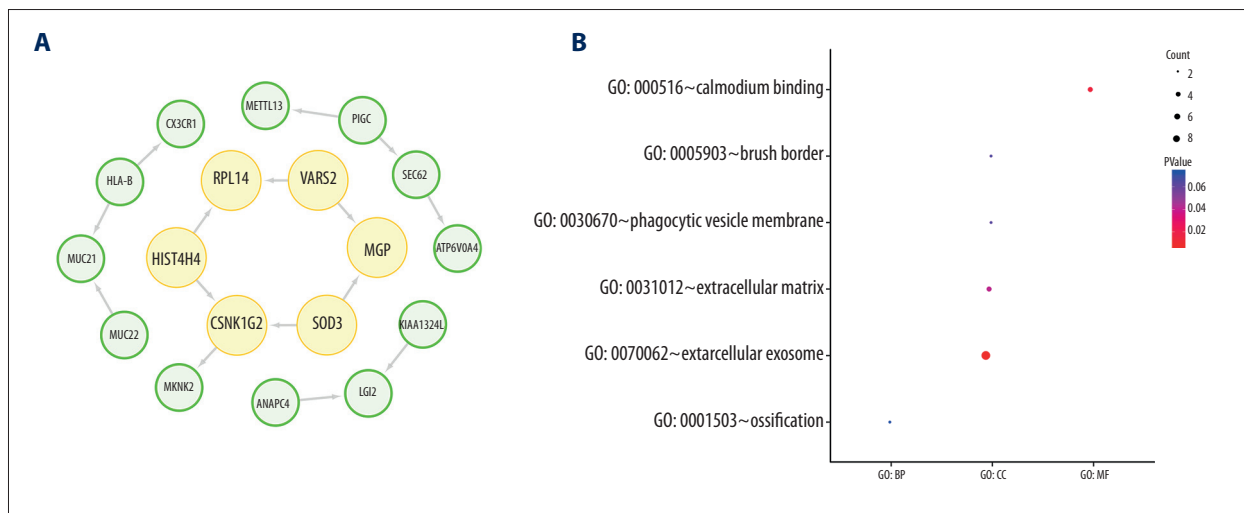 A
METTL13
PIGC
CX3CR1
HLA-B
RPL14
VARS2
SEC62
MUC21
HIST4H4
MGP
ATP6V0A4
MUC22
CSNK1G2
SOD3
KIAA1324L
MKNK2
ANAPC4
LGI2
B
GO: 000516~calmodium binding
GO: 0005903~brush border
GO: 0030670~phagocytic vesicle membrane
GO: 0031012~extracellular matrix
GO: 0070062~extarcellular exosome
GO: 0001503~ossification
GO: BP
GO: CC
GO: MF
Count
2
4
6
8
PValue
0.06
0.04
0.02